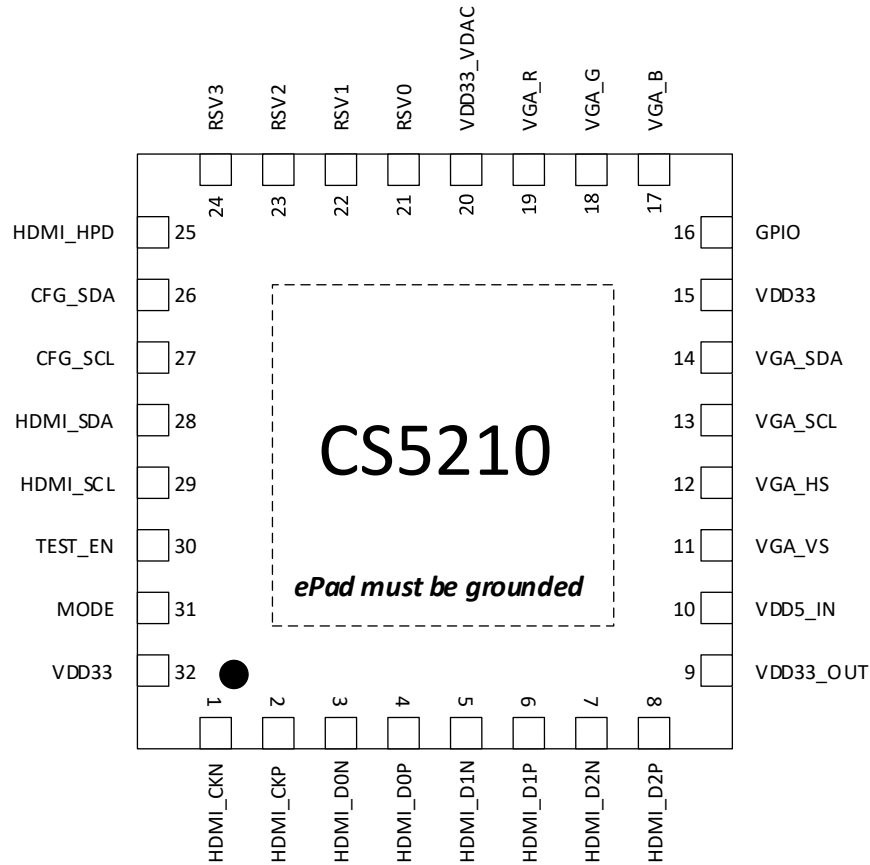 RSV3
RSV2
RSV1
RSV0
VDD33_VDAC
VGA_R
VGA_G
VGA_B
24
23
22
21
20
19
18
17
HDMI_HPD 25
16 GPIO
CFG_SDA 26
15 VDD33
CFG_SCL 27
14 VGA_SDA
HDMI_SDA 28
13 VGA_SCL
HDMI_SCL 29
12 VGA_HS
TEST_EN 30
11 VGA_VS
MODE 31
10 VDD5_IN
VDD33 32
9 VDD33_OUT
CS5210
ePad must be grounded
1
2
3
4
5
6
7
8
HDMI_CKN
HDMI_CKP
HDMI_D0N
HDMI_D0P
HDMI_D1N
HDMI_D1P
HDMI_D2N
HDMI_D2P